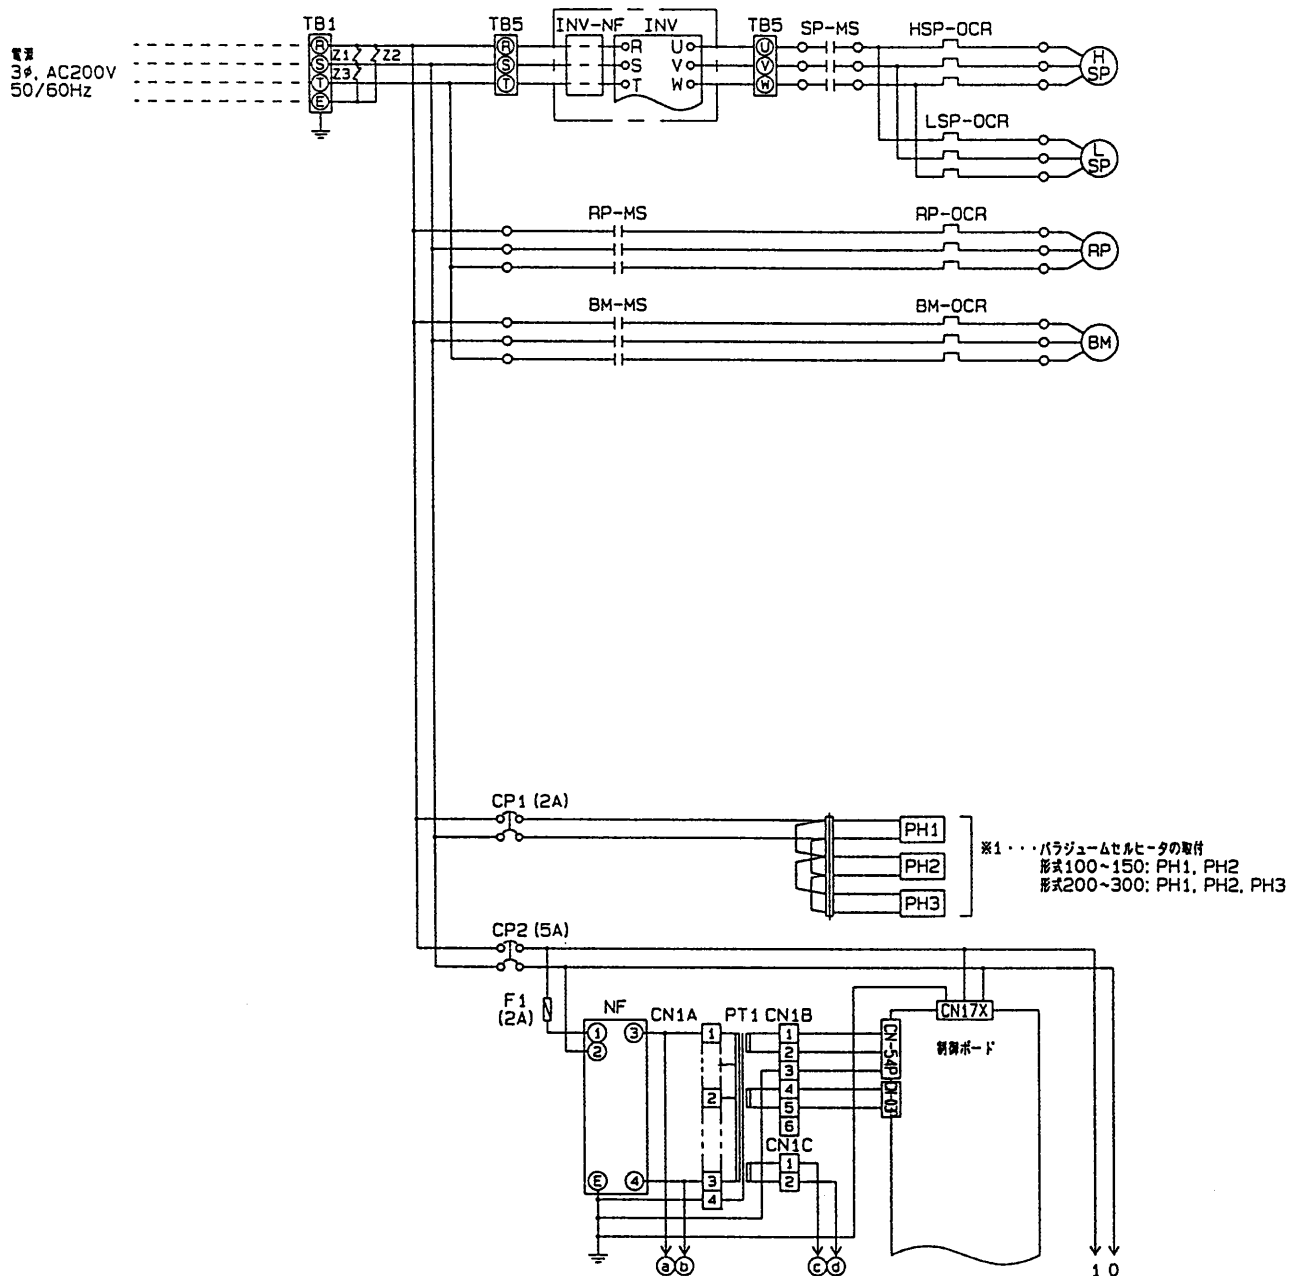 TB1
TB5
INV-NF
INV
TB5
SP-MS
HSP-OCR
電源
3φ, AC200V
50/60Hz
R
S
T
E
Z1
Z2
Z3
R
S
T
R
S
T
U
V
W
U
V
W
H
SP
LSP-OCR
L
SP
RP-MS
RP-OCR
RP
BM-MS
BM-OCR
BM
CP1 (2A)
PH1
PH2
PH3
※1・・・パラジュームセルヒータの取付
形式100~150: PH1, PH2
形式200~300: PH1, PH2, PH3
CP2 (5A)
F1
(2A)
NF
CN1A
PT1
CN1B
CN17X
制御ボード
1
2
3
4
E
1
2
3
4
1
2
3
4
5
6
CN-54P
CN-03
CN1C
1
2
a
b
c
d
1
0